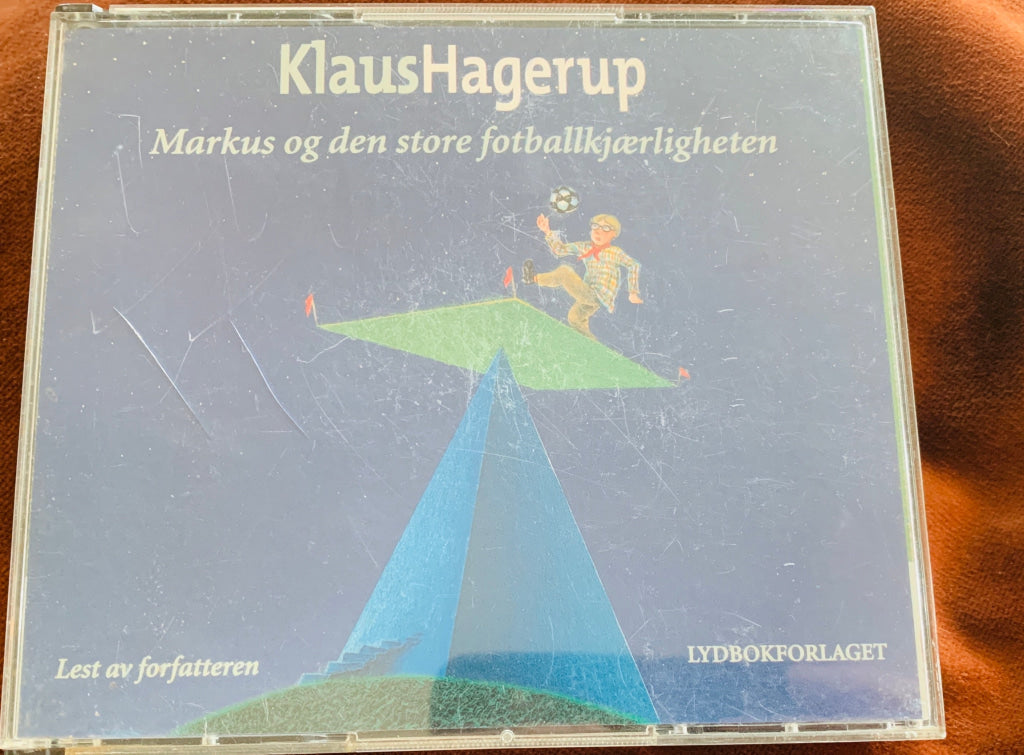 KlausHagerup
Markus og den store fotballkjærligheten
Lest av forfatteren
LYDBOKFORLAGET